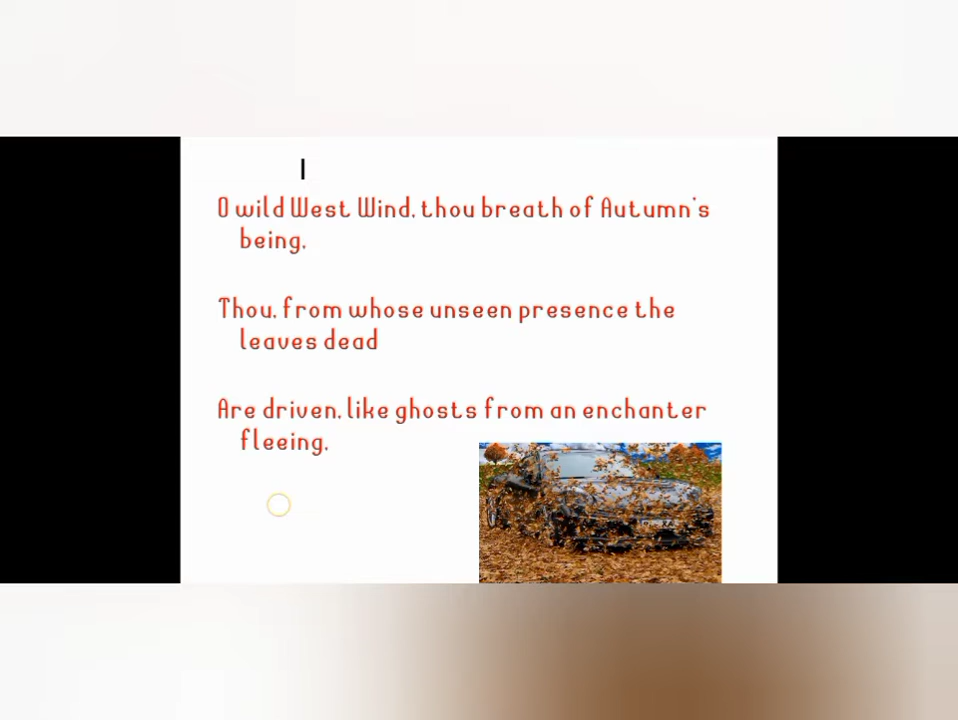 I
O wild West Wind, thou breath of Autumn's
being,
Thou, from whose unseen presence the
leaves dead
Are driven, like ghosts from an enchanter
fleeing,